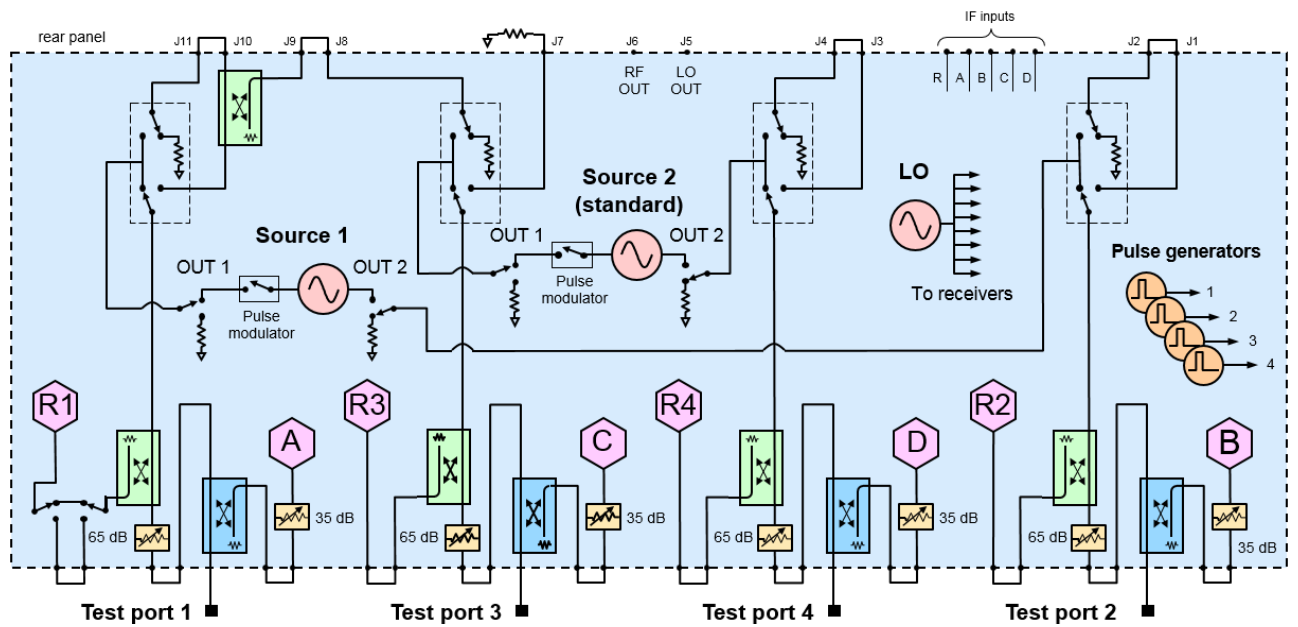 IF inputs
rear panel
J11
J10
J9
J8
J7
J6
J5
J4
J3
J2
J1
RF
OUT
LO
OUT
R
A
B
C
D
Source 2
(standard)
LO
Source 1
OUT 1
OUT 2
Pulse
modulator
OUT 1
OUT 2
Pulse
modulator
To receivers
Pulse generators
1
2
3
4
R1
A
R3
C
R4
D
R2
B
65 dB
35 dB
65 dB
35 dB
65 dB
35 dB
65 dB
35 dB
Test port 1
Test port 3
Test port 4
Test port 2